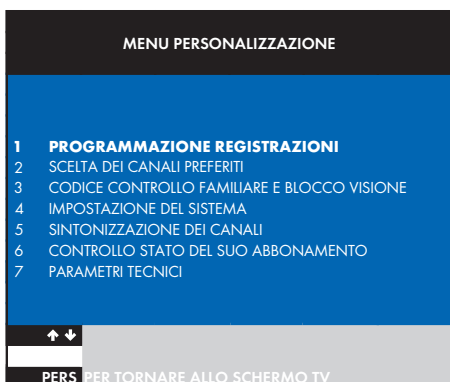 MENU PERSONALIZZAZIONE
1 PROGRAMMAZIONE REGISTRAZIONI
2 SCELTA DEI CANALI PREFERITI
3 CODICE CONTROLLO FAMILIARE E BLOCCO VISIONE
4 IMPOSTAZIONE DEL SISTEMA
5 SINTONIZZAZIONE DEI CANALI
6 CONTROLLO STATO DEL SUO ABBONAMENTO
7 PARAMETRI TECNICI
PERS PER TORNARE ALLO SCHERMO TV